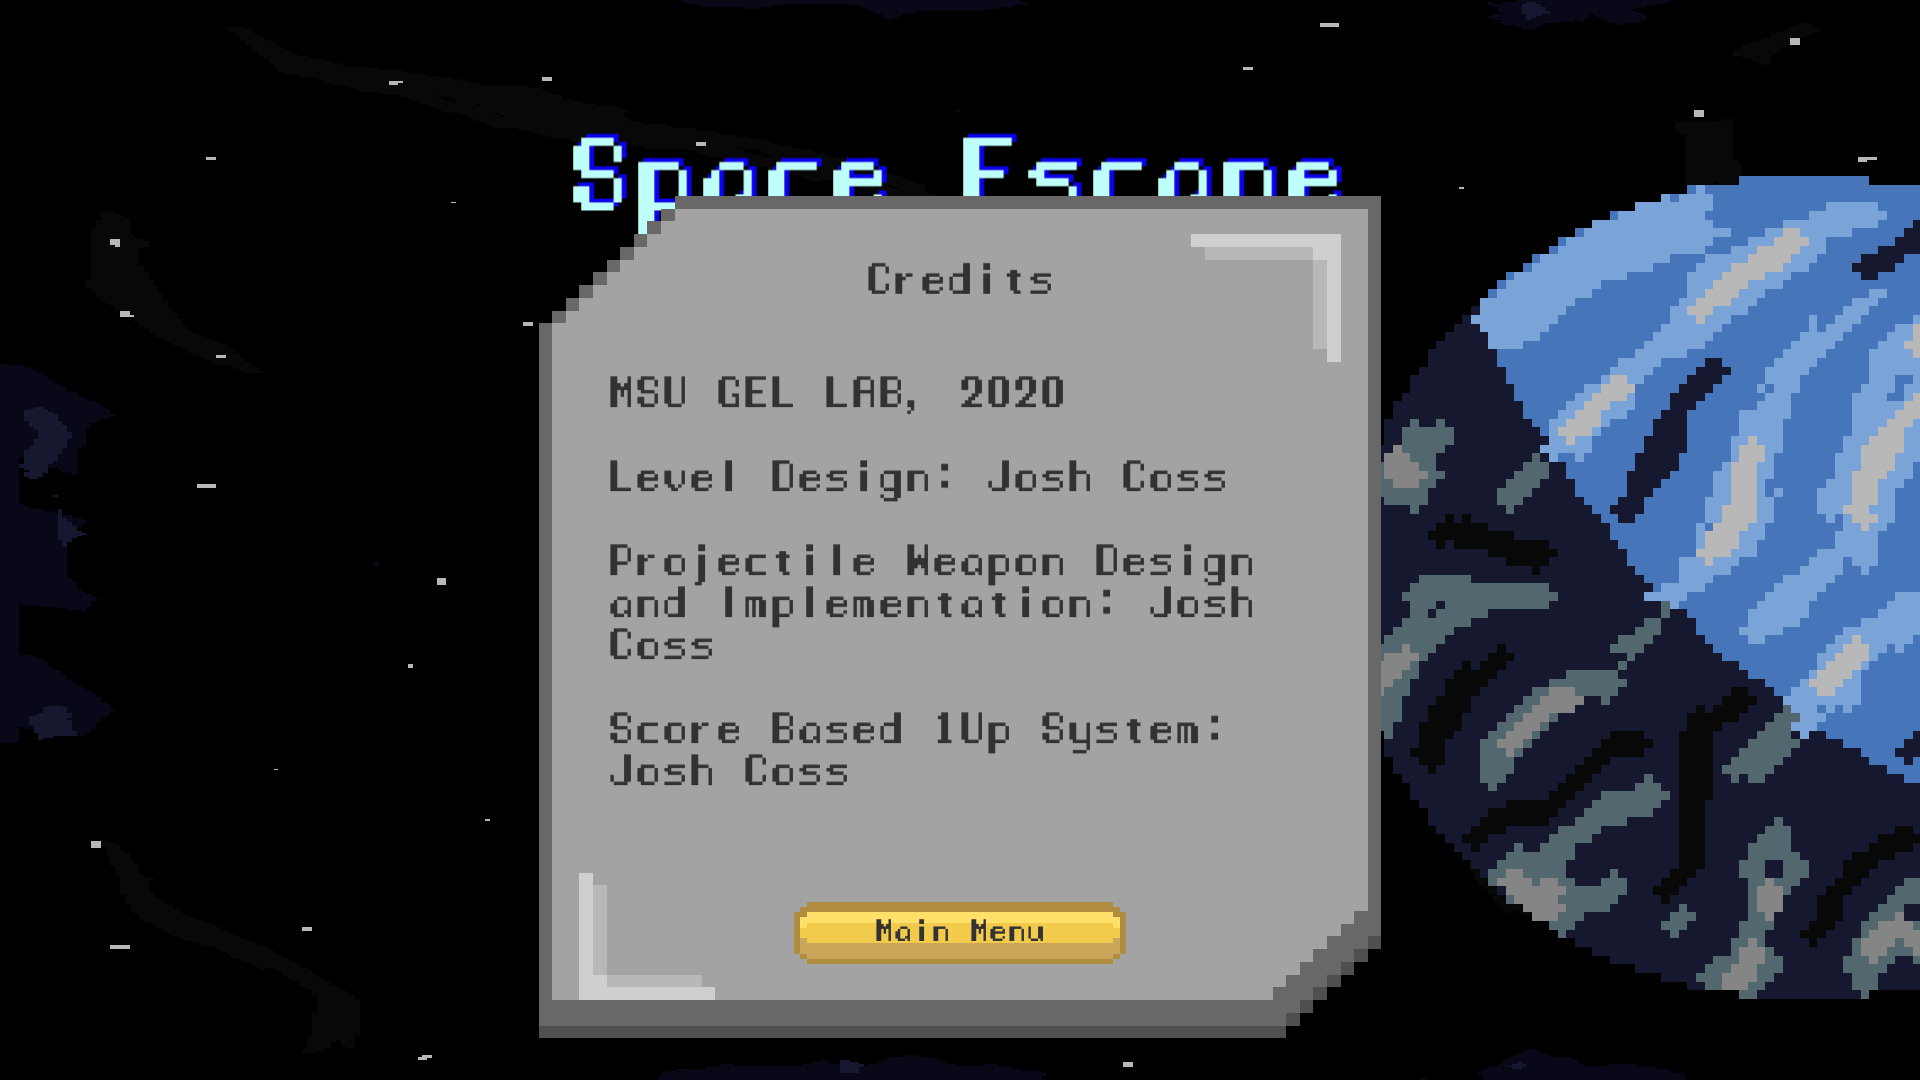 Space Escape
Credits
MSU GEL LAB, 2020
Level Design: Josh Coss
Projectile Weapon Design
and Implementation: Josh
Coss
Score Based 1Up System:
Josh Coss
Main Menu